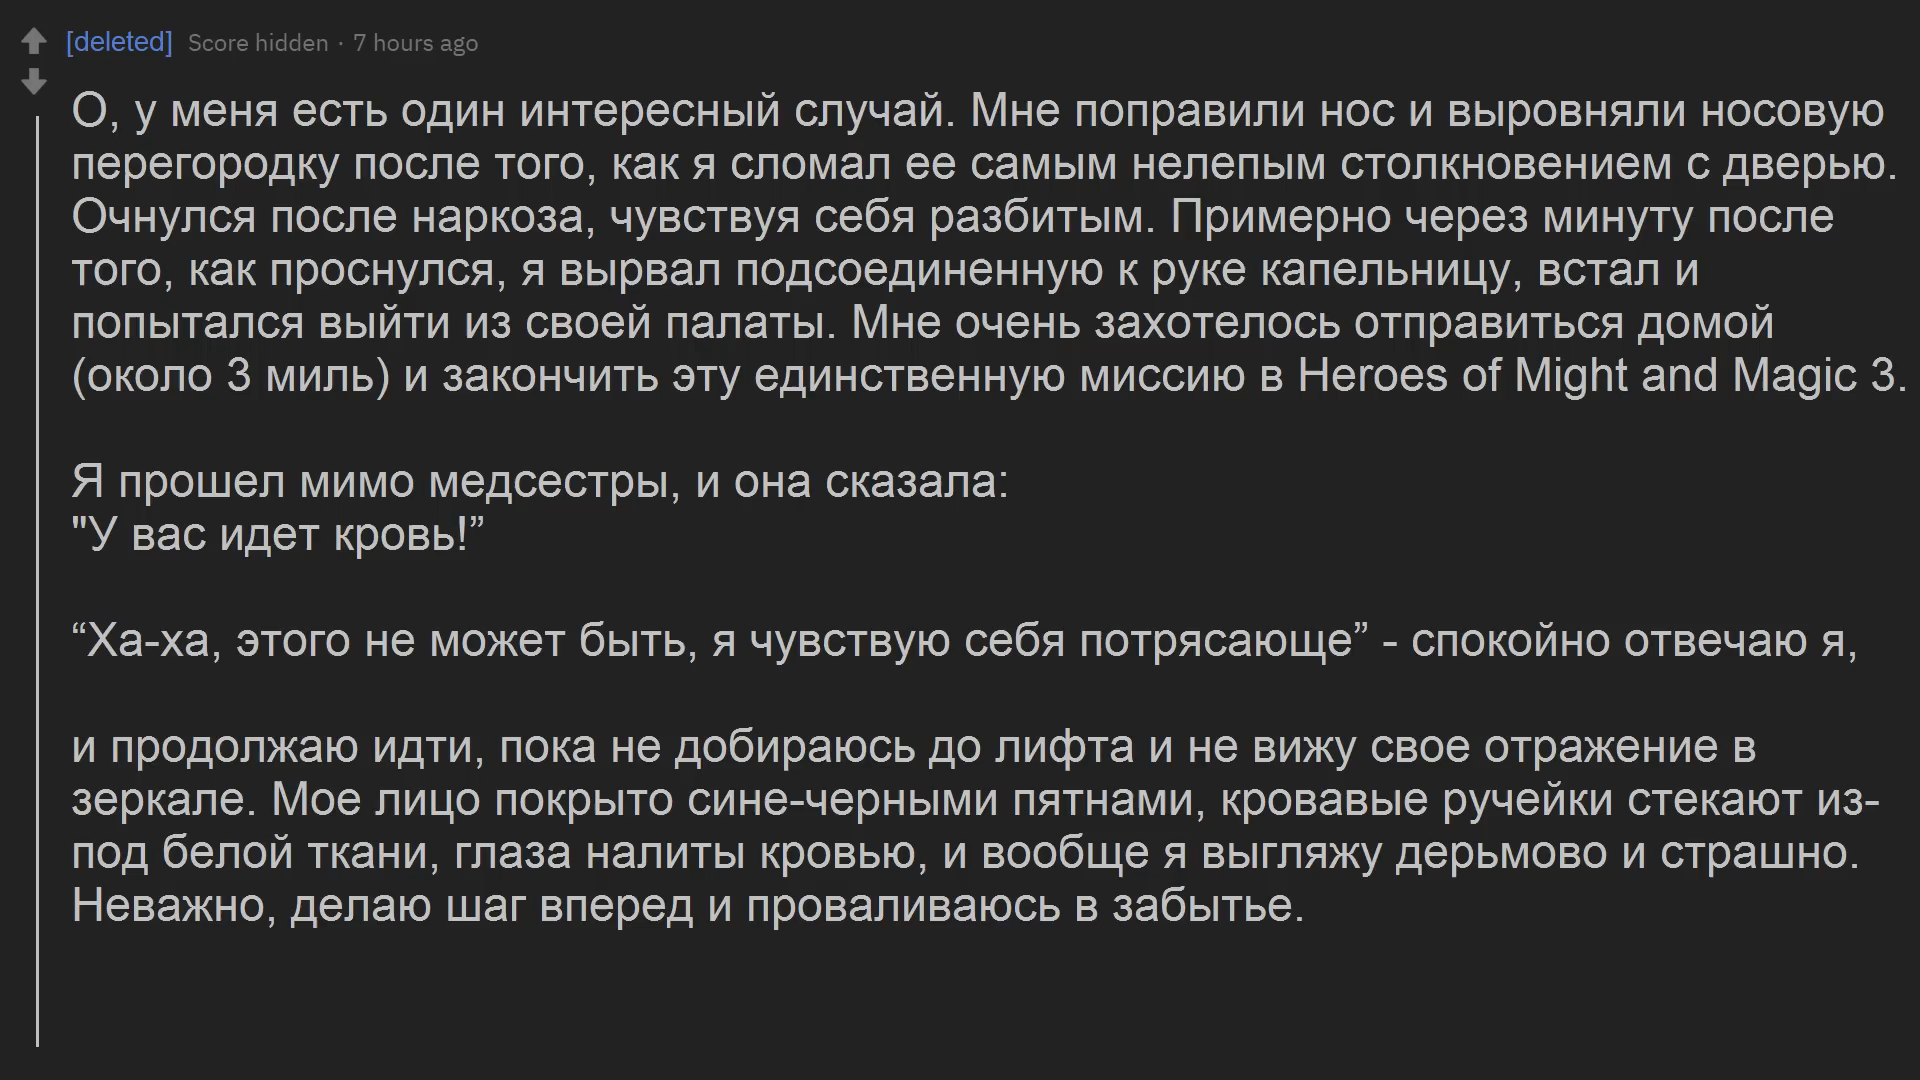 [deleted] Score hidden · 7 hours ago
О, у меня есть один интересный случай. Мне поправили нос и выровняли носовую
перегородку после того, как я сломал ее самым нелепым столкновением с дверью.
Очнулся после наркоза, чувствуя себя разбитым. Примерно через минуту после
того, как проснулся, я вырвал подсоединенную к руке капельницу, встал и
попытался выйти из своей палаты. Мне очень захотелось отправиться домой
(около 3 миль) и закончить эту единственную миссию в Heroes of Might and Magic 3.
Я прошел мимо медсестры, и она сказала:
"У вас идет кровь!”
“Ха-ха, этого не может быть, я чувствую себя потрясающе” - спокойно отвечаю я,
и продолжаю идти, пока не добираюсь до лифта и не вижу свое отражение в
зеркале. Мое лицо покрыто сине-черными пятнами, кровавые ручейки стекают из-
под белой ткани, глаза налиты кровью, и вообще я выгляжу дерьмово и страшно.
Неважно, делаю шаг вперед и проваливаюсь в забытье.